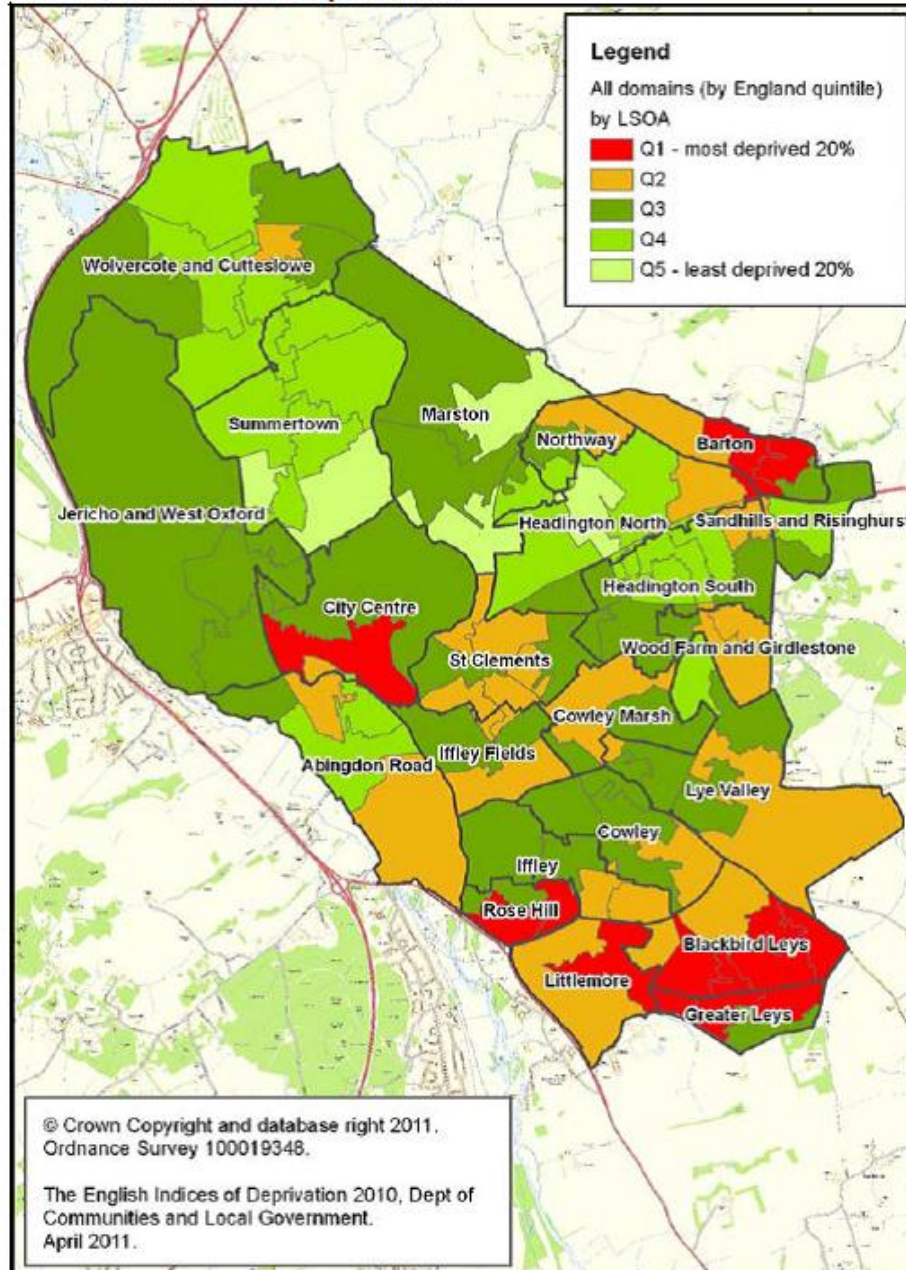 Legend
All domains (by England quintile)
by LSOA
Q1 - most deprived 20%
Q2
Q3
Q4
Q5 - least deprived 20%
Wolvercote and Cutteslowe
Summertown
Marston
Northway
Barton
Jericho and West Oxford
Headington North
Sandhills and Risinghurst
Headington South
City Centre
St Clements
Wood Farm and Girdlestone
Cowley Marsh
Iffley Fields
Abingdon Road
Lye Valley
Cowley
Iffley
Rose Hill
Blackbird Leys
Littlemore
Greater Leys
© Crown Copyright and database right 2011.
Ordnance Survey 100019348.
The English Indices of Deprivation 2010, Dept of
Communities and Local Government.
April 2011.